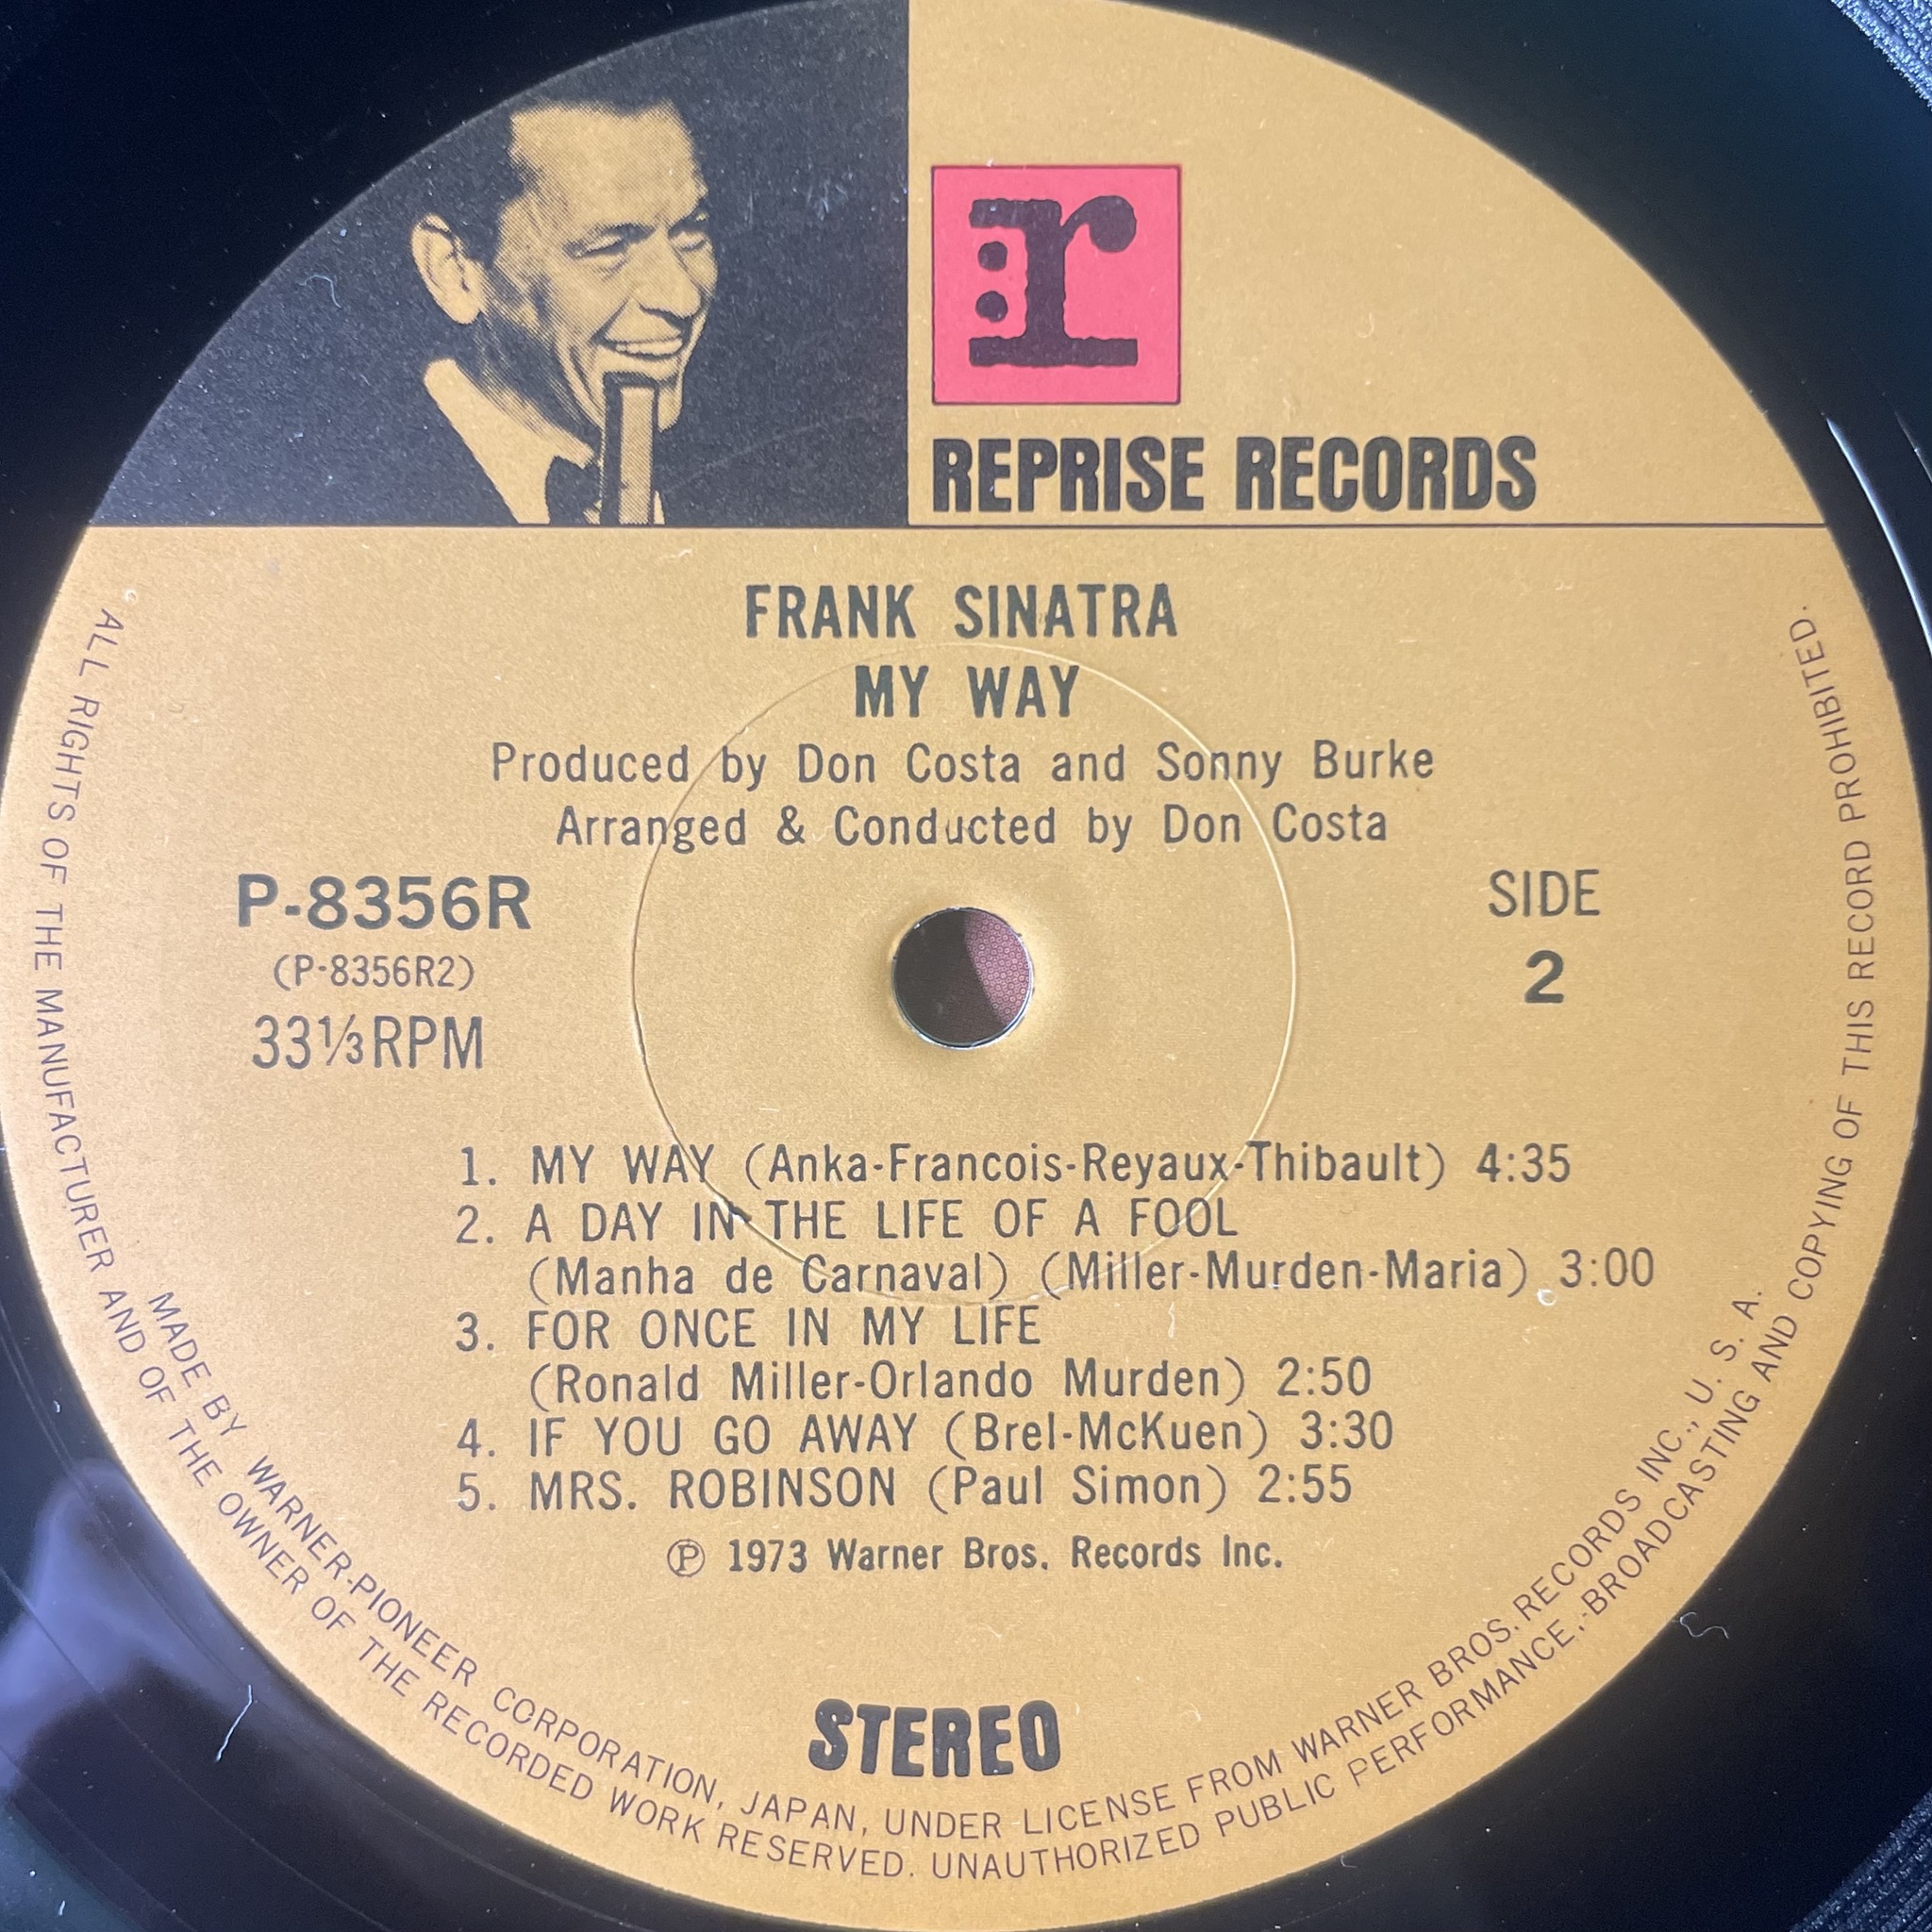 r
REPRISE RECORDS
FRANK SINATRA
MY WAY
Produced by Don Costa and Sonny Burke
Arranged & Conducted by Don Costa
P-8356R
(P-8356R2)
33⅓RPM
SIDE
2
1. MY WAY (Anka-Francois-Reyaux-Thibault) 4:35
2. A DAY IN THE LIFE OF A FOOL
(Manha de Carnaval) (Miller-Murden-Maria) 3:00
3. FOR ONCE IN MY LIFE
(Ronald Miller-Orlando Murden) 2:50
4. IF YOU GO AWAY (Brel-McKuen) 3:30
5. MRS. ROBINSON (Paul Simon) 2:55
Ⓟ 1973 Warner Bros. Records Inc.
STEREO
MADE BY WARNER-PIONEER CORPORATION, JAPAN, UNDER LICENSE FROM WARNER BROS. RECORDS INC., U. S. A.
ALL RIGHTS OF THE MANUFACTURER AND OF THE OWNER OF THE RECORDED WORK RESERVED. UNAUTHORIZED PUBLIC PERFORMANCE, BROADCASTING AND COPYING OF THIS RECORD PROHIBITED.